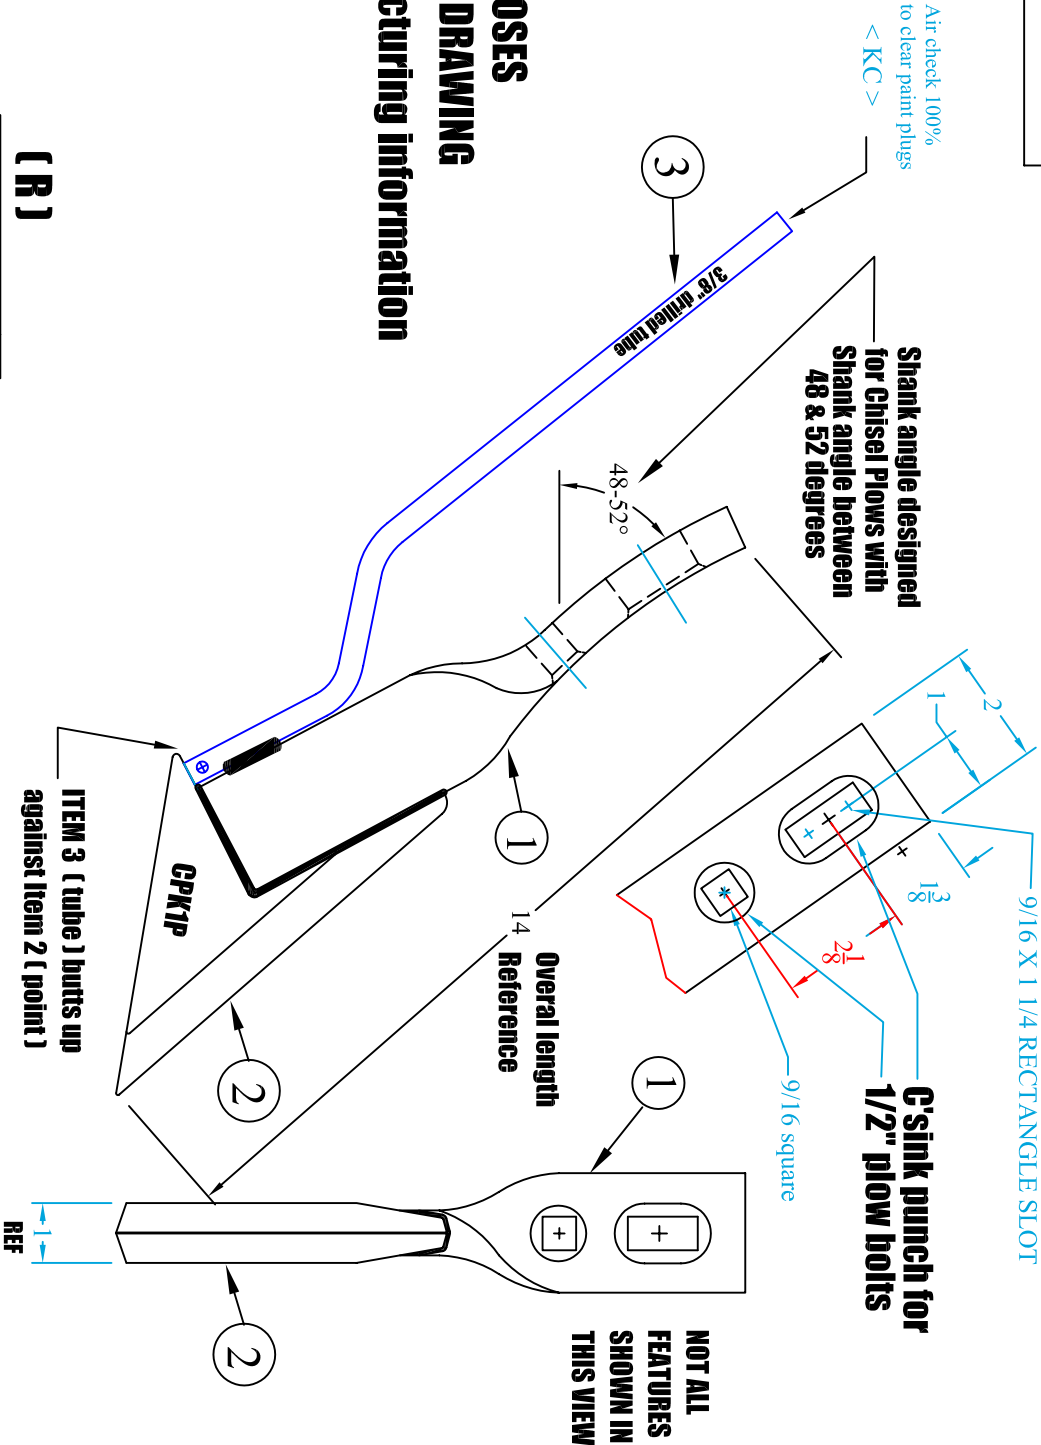 OSES
DRAWING
cturing information
( R )
Air check 100%
to clear paint plugs
< KC >
3
3/8" drilled tube
Shank angle designed
for Chisel Plows with
Shank angle between
48 & 52 degrees
48-52°
2
1
1 3/8
2 1/8
9/16 X 1 1/4 RECTANGLE SLOT
C'sink punch for
1/2" plow bolts
9/16 square
1
14
Overal length
Reference
CPK1P
ITEM 3 ( tube ) butts up
against Item 2 ( point )
2
1
2
1
REF
NOT ALL
FEATURES
SHOWN IN
THIS VIEW